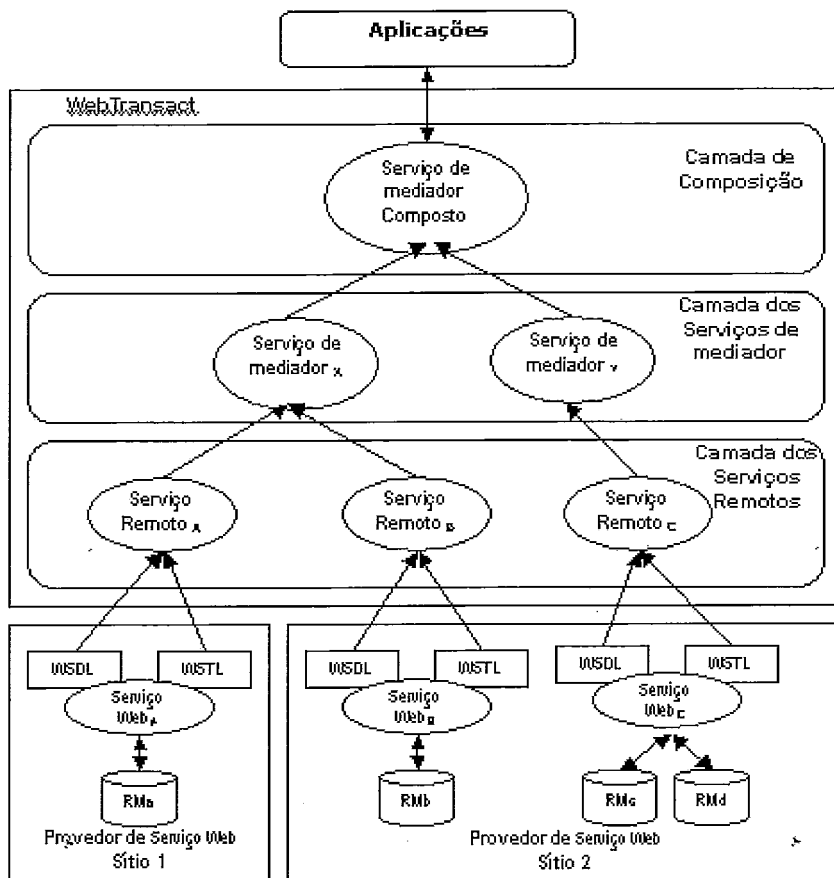 Aplicações
WebTransact
Serviço de
mediador
Composto
Camada de
Composição
Camada dos
Serviços de
mediador
Serviço de
mediador X
Serviço de
mediador Y
Camada dos
Serviços
Remotos
Serviço
Remoto A
Serviço
Remoto B
Serviço
Remoto C
WSDL
WSTL
Serviço
Web A
RMa
Provedor de Serviço Web
Sítio 1
WSDL
WSTL
Serviço
Web B
RMb
WSDL
WSTL
Serviço
Web C
RMc
RMd
Provedor de Serviço Web
Sítio 2